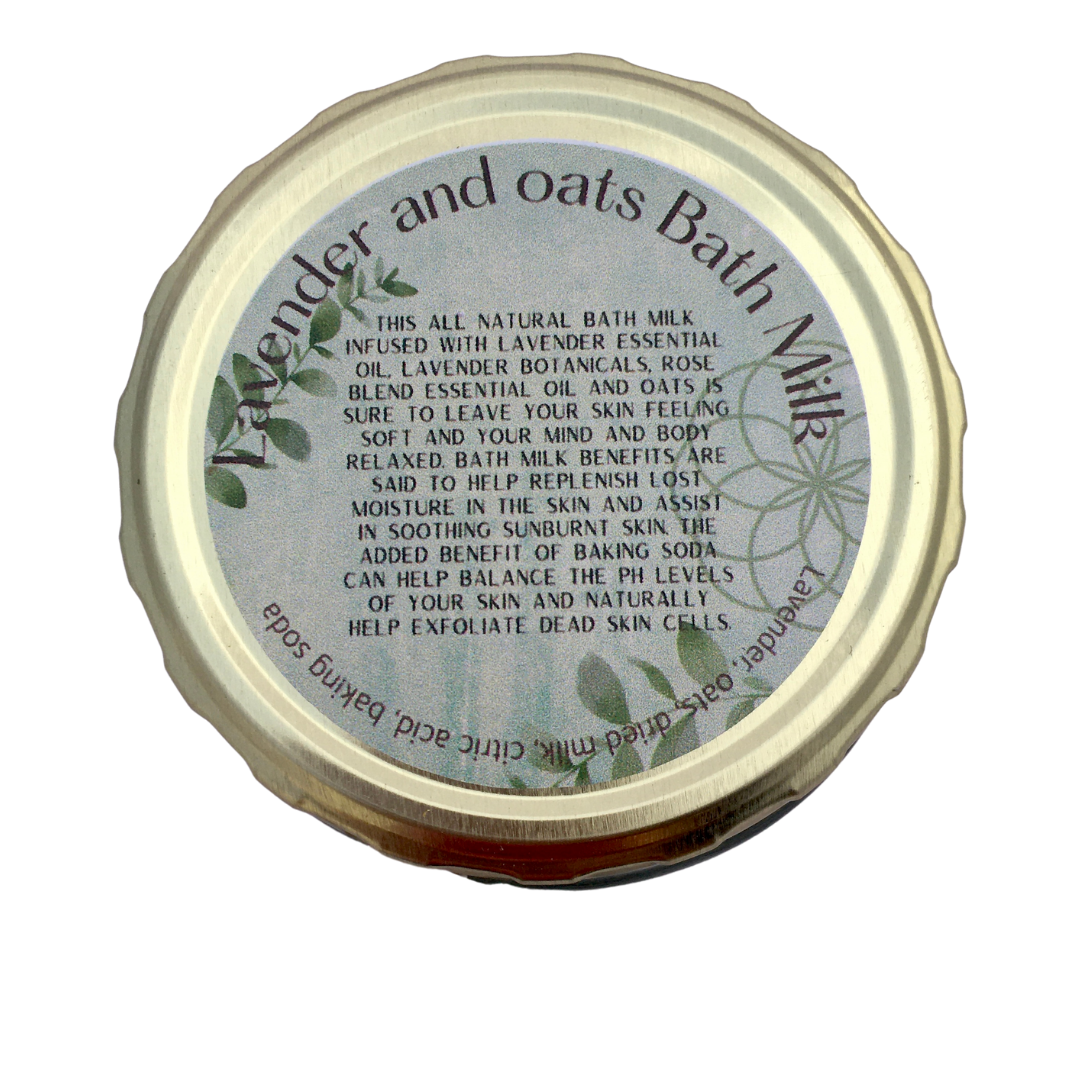 Lavender and oats Bath Milk
THIS ALL NATURAL BATH MILK
INFUSED WITH LAVENDER ESSENTIAL
OIL, LAVENDER BOTANICALS, ROSE
BLEND ESSENTIAL OIL AND OATS IS
SURE TO LEAVE YOUR SKIN FEELING
SOFT AND YOUR MIND AND BODY
RELAXED. BATH MILK BENEFITS ARE
SAID TO HELP REPLENISH LOST
MOISTURE IN THE SKIN AND ASSIST
IN SOOTHING SUNBURNT SKIN. THE
ADDED BENEFIT OF BAKING SODA
CAN HELP BALANCE THE PH LEVELS
OF YOUR SKIN AND NATURALLY
HELP EXFOLIATE DEAD SKIN CELLS.
Lavender, oats, dried milk, citric acid, baking soda